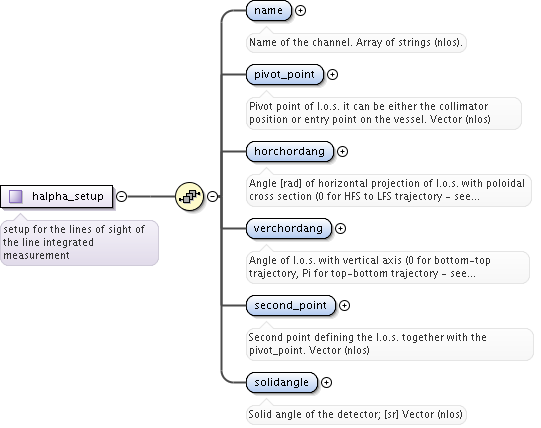 name
Name of the channel. Array of strings (nlos).
pivot_point
Pivot point of l.o.s. it can be either the collimator
position or entry point on the vessel. Vector (nlos)
horchordang
Angle [rad] of horizontal projection of l.o.s. with poloidal
cross section (0 for HFS to LFS trajectory - see...
halpha_setup
setup for the lines of sight of
the line integrated
measurement
verchordang
Angle of l.o.s. with vertical axis (0 for bottom-top
trajectory, Pi for top-bottom trajectory - see...
second_point
Second point defining the l.o.s. together with the
pivot_point. Vector (nlos)
solidangle
Solid angle of the detector; [sr] Vector (nlos)